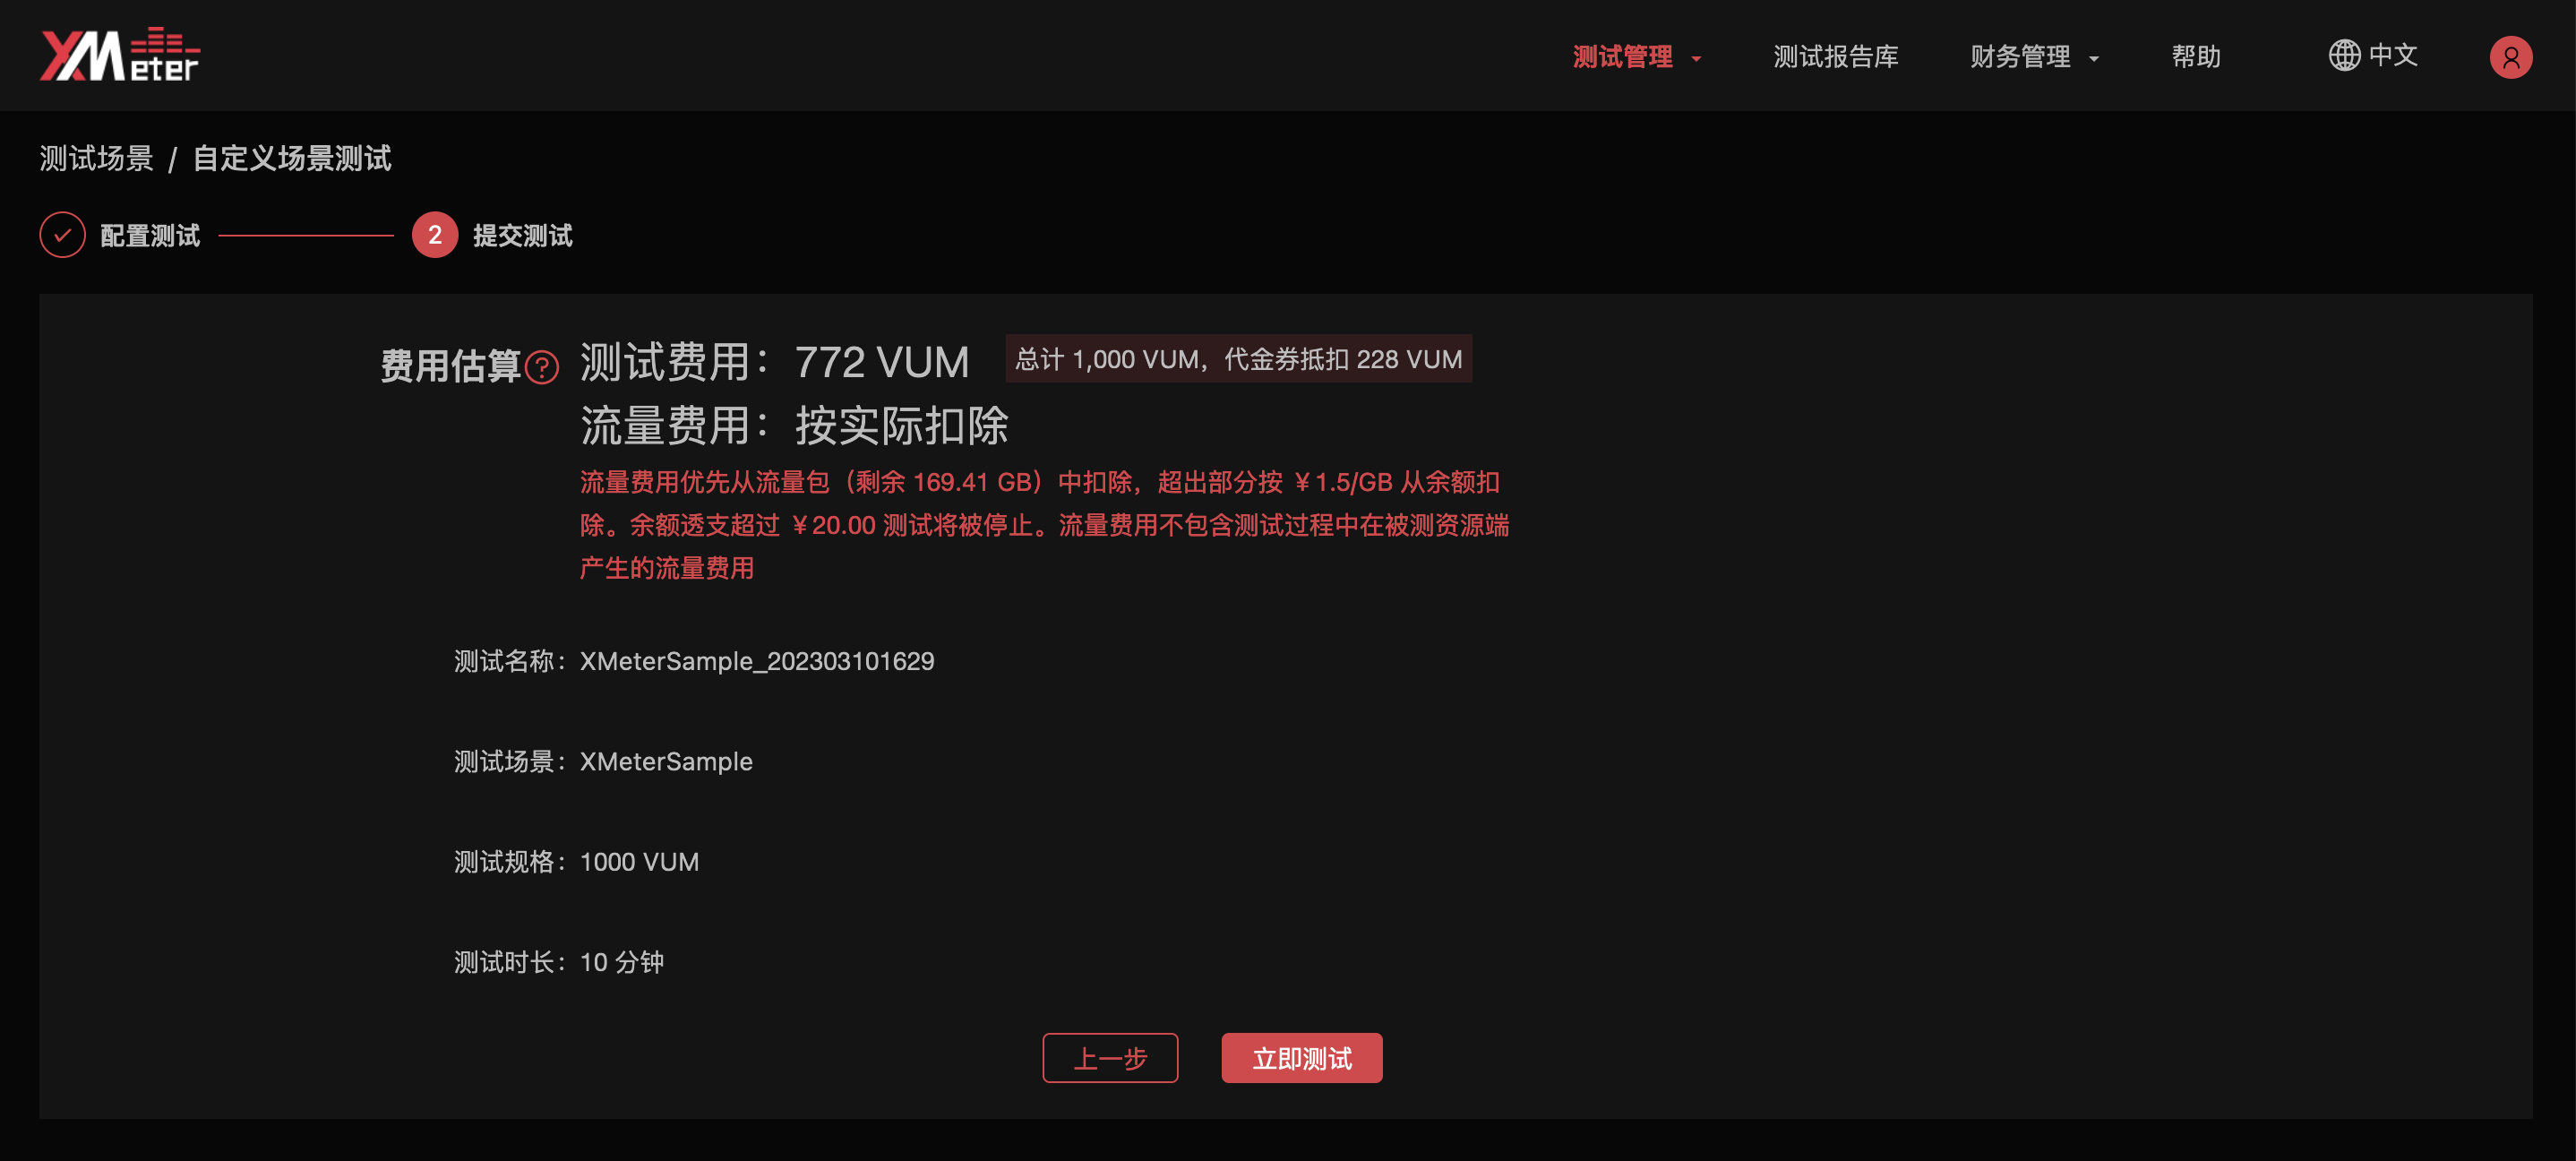 XMeter
测试管理
测试报告库
财务管理
帮助
中文
测试场景 / 自定义场景测试
配置测试
2 提交测试
费用估算? 测试费用：772 VUM 总计 1,000 VUM，代金券抵扣 228 VUM
流量费用：按实际扣除
流量费用优先从流量包（剩余 169.41 GB）中扣除，超出部分按 ￥1.5/GB 从余额扣
除。余额透支超过 ￥20.00 测试将被停止。流量费用不包含测试过程中在被测资源端
产生的流量费用
测试名称：XMeterSample_202303101629
测试场景：XMeterSample
测试规格：1000 VUM
测试时长：10 分钟
上一步
立即测试